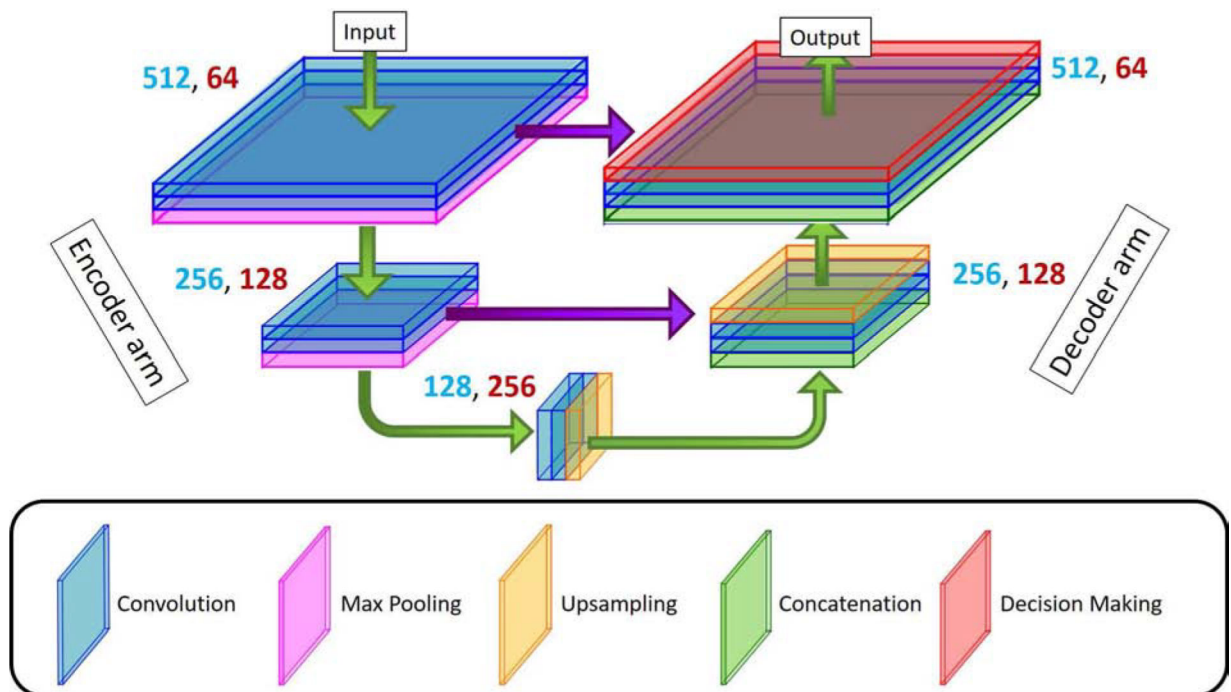 Input
Output
512, 64
512, 64
Encoder arm
256, 128
256, 128
Decoder arm
128, 256
Convolution
Max Pooling
Upsampling
Concatenation
Decision Making